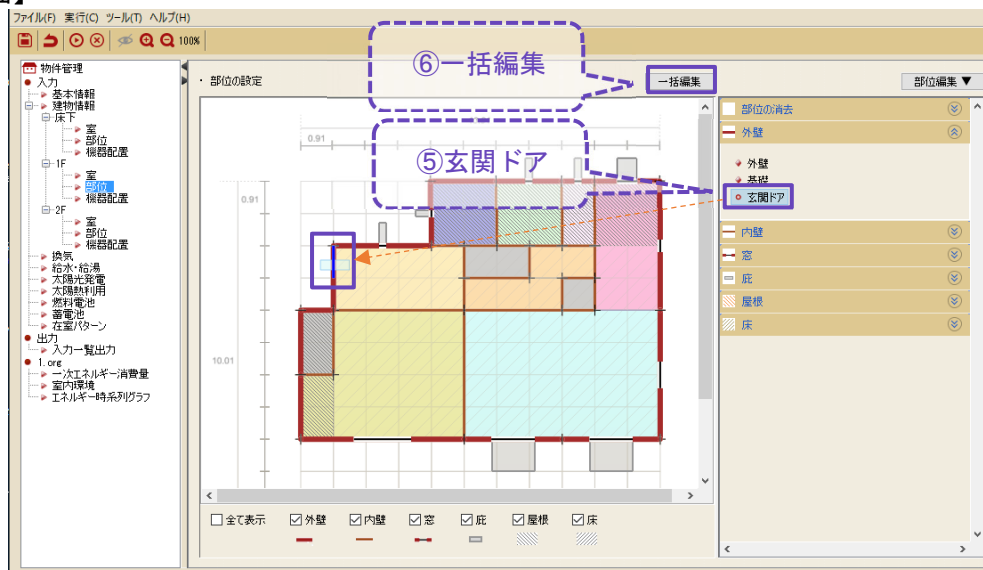 ファイル(F) 実行(C) ツール(T) ヘルプ(H)
100%
物件管理
入力
基本情報
建物情報
床下
室
部位
機器配置
1F
室
部位
機器配置
2F
室
部位
機器配置
換気
給水・給湯
太陽光発電
太陽熱利用
燃料電池
蓄電池
在室パターン
出力
入力一覧出力
1.org
一次エネルギー消費量
室内環境
エネルギー時系列グラフ
・ 部位の設定
⑥一括編集
一括編集
部位編集 ▼
0.91
⑤玄関ドア
0.91
10.01
部位の消去
外壁
外壁
基礎
玄関ドア
内壁
窓
庇
屋根
床
全て表示 外壁 内壁 窓 庇 屋根 床